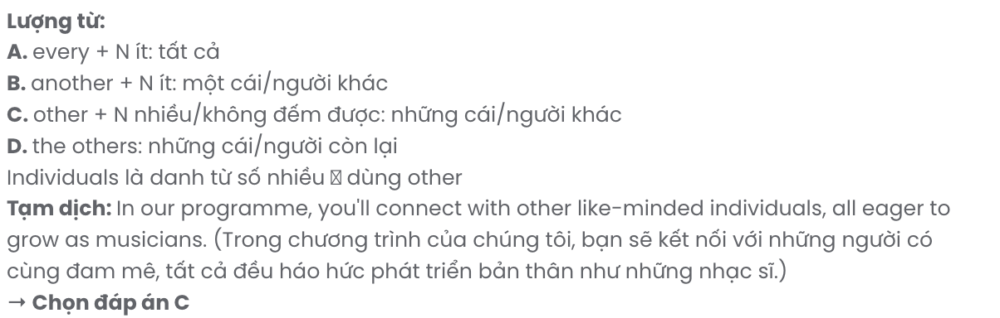 Lượng từ:
A. every + N ít: tất cả
B. another + N ít: một cái/người khác
C. other + N nhiều/không đếm được: những cái/người khác
D. the others: những cái/người còn lại
Individuals là danh từ số nhiều  dùng other
Tạm dịch: In our programme, you'll connect with other like-minded individuals, all eager to
grow as musicians. (Trong chương trình của chúng tôi, bạn sẽ kết nối với những người có
cùng đam mê, tất cả đều háo hức phát triển bản thân như những nhạc sĩ.)
→ Chọn đáp án C